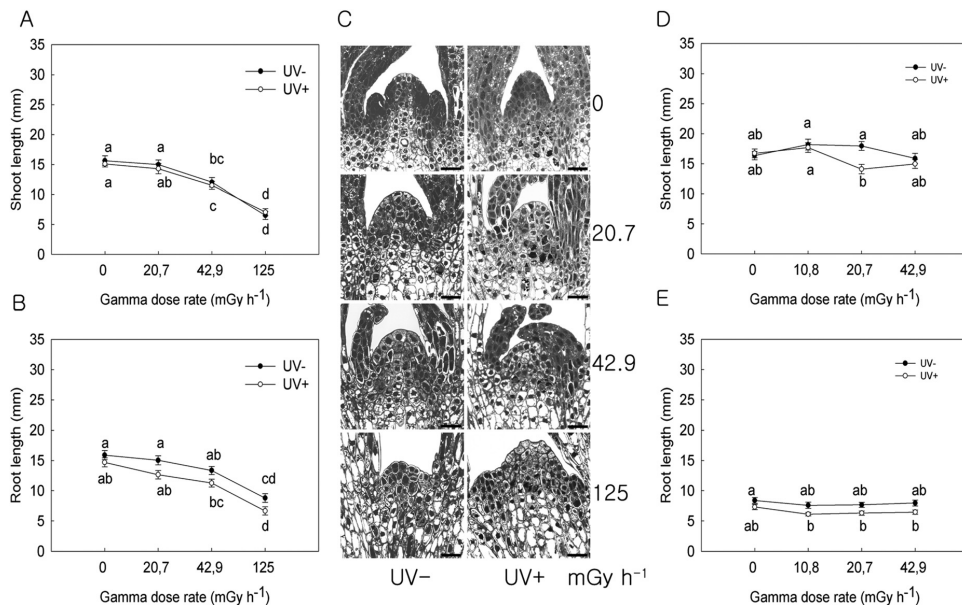 A
35
30
25
20
15
10
5
0
Shoot length (mm)
UV-
UV+
a a bc d
a ab c d
0 20,7 42,9 125
Gamma dose rate (mGy h⁻¹)
B
35
30
25
20
15
10
5
0
Root length (mm)
UV-
UV+
a a ab cd
ab ab bc d
0 20,7 42,9 125
Gamma dose rate (mGy h⁻¹)
C
0
20.7
42.9
125
UV− UV+ mGy h⁻¹
D
35
30
25
20
15
10
5
0
Shoot length (mm)
UV-
UV+
ab a a ab
ab a b ab
0 10,8 20,7 42,9
Gamma dose rate (mGy h⁻¹)
E
35
30
25
20
15
10
5
0
Root length (mm)
UV-
UV+
a ab ab ab
ab b b b
0 10,8 20,7 42,9
Gamma dose rate (mGy h⁻¹)